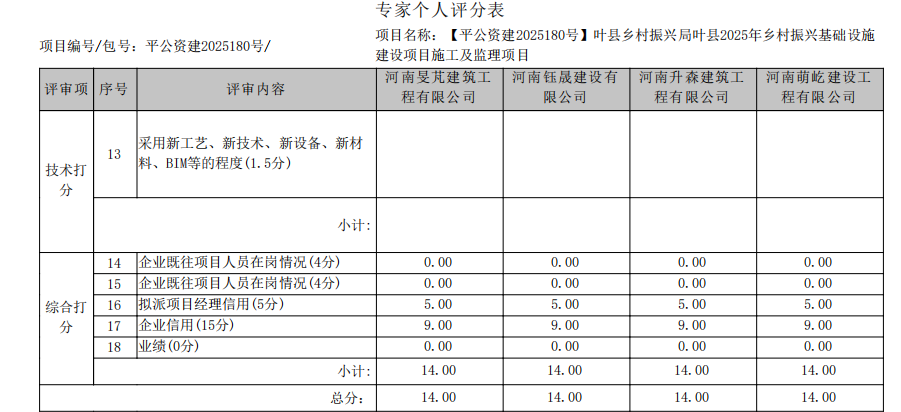 专家个人评分表
项目编号/包号：平公资建2025180号/
项目名称：【平公资建2025180号】叶县乡村振兴局叶县2025年乡村振兴基础设施
建设项目施工及监理项目
评审项 序号 评审内容 河南旻芃建筑工程有限公司 河南钰晟建设有限公司 河南升森建筑工程有限公司 河南萌屹建设工程有限公司
技术打分
13 采用新工艺、新技术、新设备、新材
料、BIM等的程度(1.5分)
小计:
综合打分
14 企业既往项目人员在岗情况(4分) 0.00 0.00 0.00 0.00
15 企业既往项目人员在岗情况(4分) 0.00 0.00 0.00 0.00
16 拟派项目经理信用(5分) 5.00 5.00 5.00 5.00
17 企业信用(15分) 9.00 9.00 9.00 9.00
18 业绩(0分) 0.00 0.00 0.00 0.00
小计: 14.00 14.00 14.00 14.00
总分： 14.00 14.00 14.00 14.00